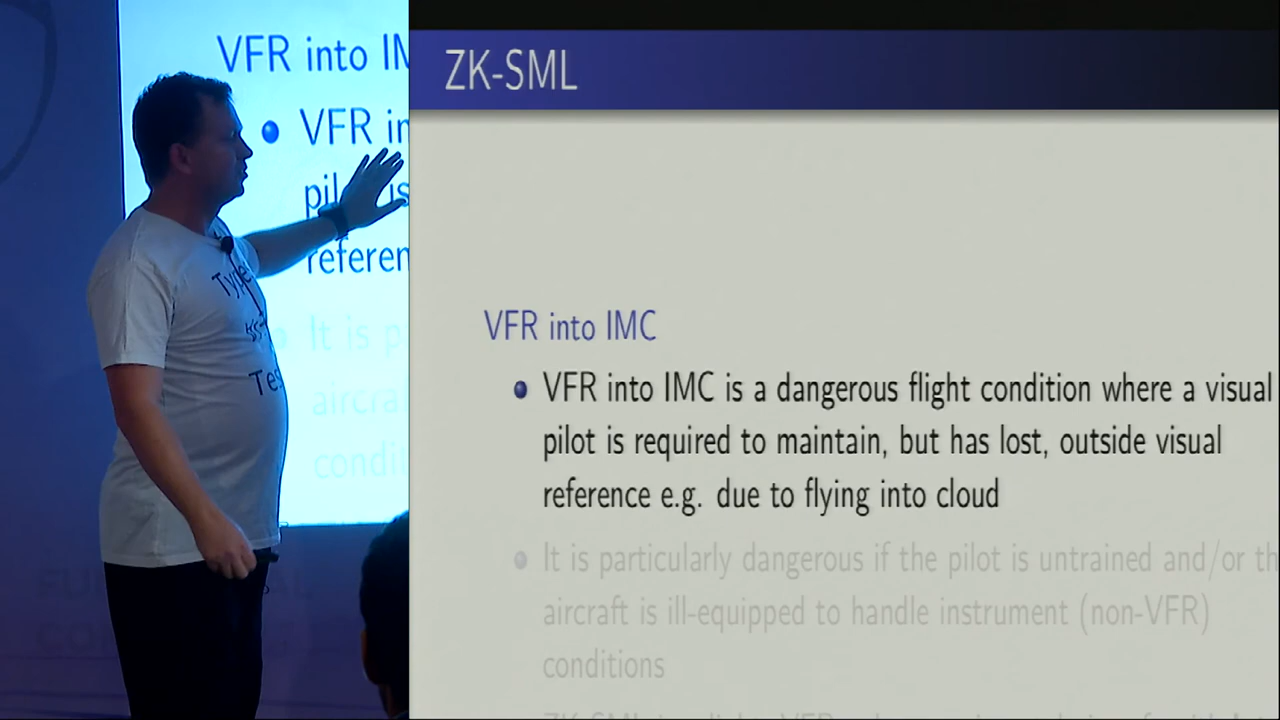 VFR into IM
VFR in
pil is
referen
It is p
aircra
condi
Type
Tes
ZK-SML
VFR into IMC
VFR into IMC is a dangerous flight condition where a visual
pilot is required to maintain, but has lost, outside visual
reference e.g. due to flying into cloud
It is particularly dangerous if the pilot is untrained and/or th
aircraft is ill-equipped to handle instrument (non-VFR)
conditions